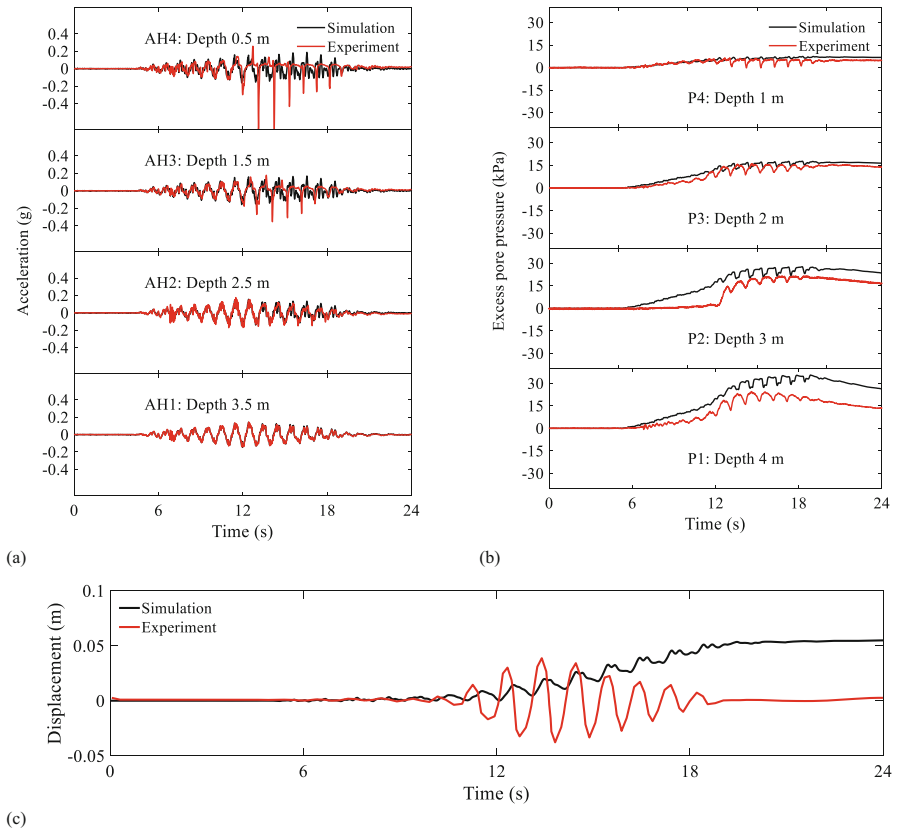 Simulation
Experiment
AH4: Depth 0.5 m
0.4
0.2
0
-0.2
-0.4
AH3: Depth 1.5 m
0.4
0.2
0
-0.2
-0.4
AH2: Depth 2.5 m
0.4
0.2
0
-0.2
-0.4
AH1: Depth 3.5 m
0.4
0.2
0
-0.2
-0.4
Acceleration (g)
0 6 12 18 24
Time (s)
(a)
Simulation
Experiment
30
15
0
-15
-30
P4: Depth 1 m
30
15
0
-15
-30
P3: Depth 2 m
30
15
0
-15
-30
P2: Depth 3 m
30
15
0
-15
-30
P1: Depth 4 m
Excess pore pressure (kPa)
0 6 12 18 24
Time (s)
(b)
Simulation
Experiment
0.1
0.05
0
-0.05
Displacement (m)
0 6 12 18 24
Time (s)
(c)